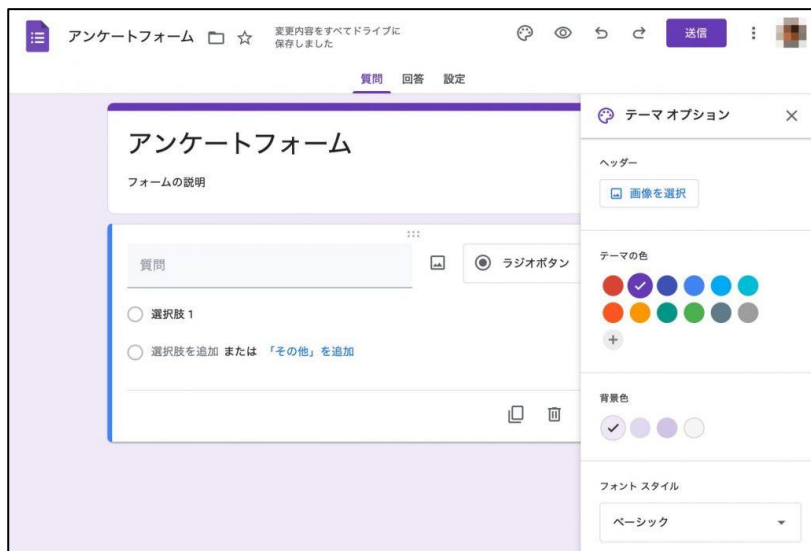 アンケートフォーム
変更内容をすべてドライブに
保存しました
送信
質問 回答 設定
アンケートフォーム
フォームの説明
質問
ラジオボタン
選択肢 1
選択肢を追加 または 「その他」を追加
テーマ オプション
ヘッダー
画像を選択
テーマの色
背景色
フォント スタイル
ベーシック